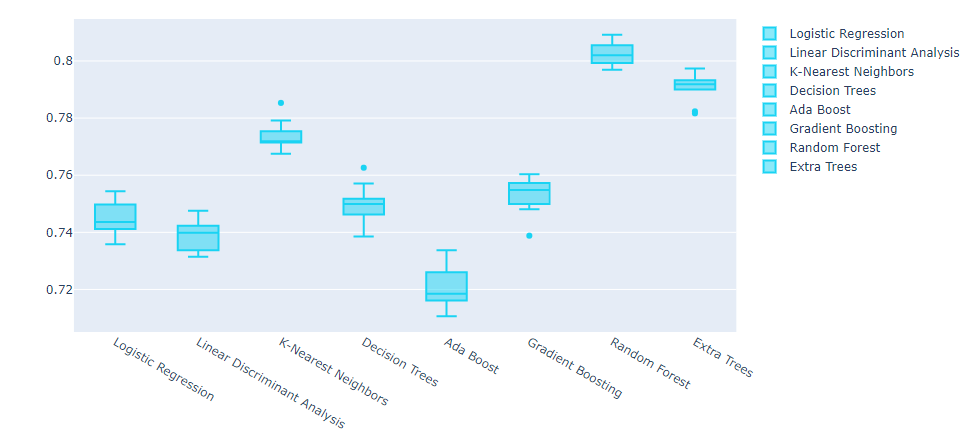 0.8
0.78
0.76
0.74
0.72
Logistic Regression
Linear Discriminant Analysis
K-Nearest Neighbors
Decision Trees
Ada Boost
Gradient Boosting
Random Forest
Extra Trees
Logistic Regression
Linear Discriminant Analysis
K-Nearest Neighbors
Decision Trees
Ada Boost
Gradient Boosting
Random Forest
Extra Trees